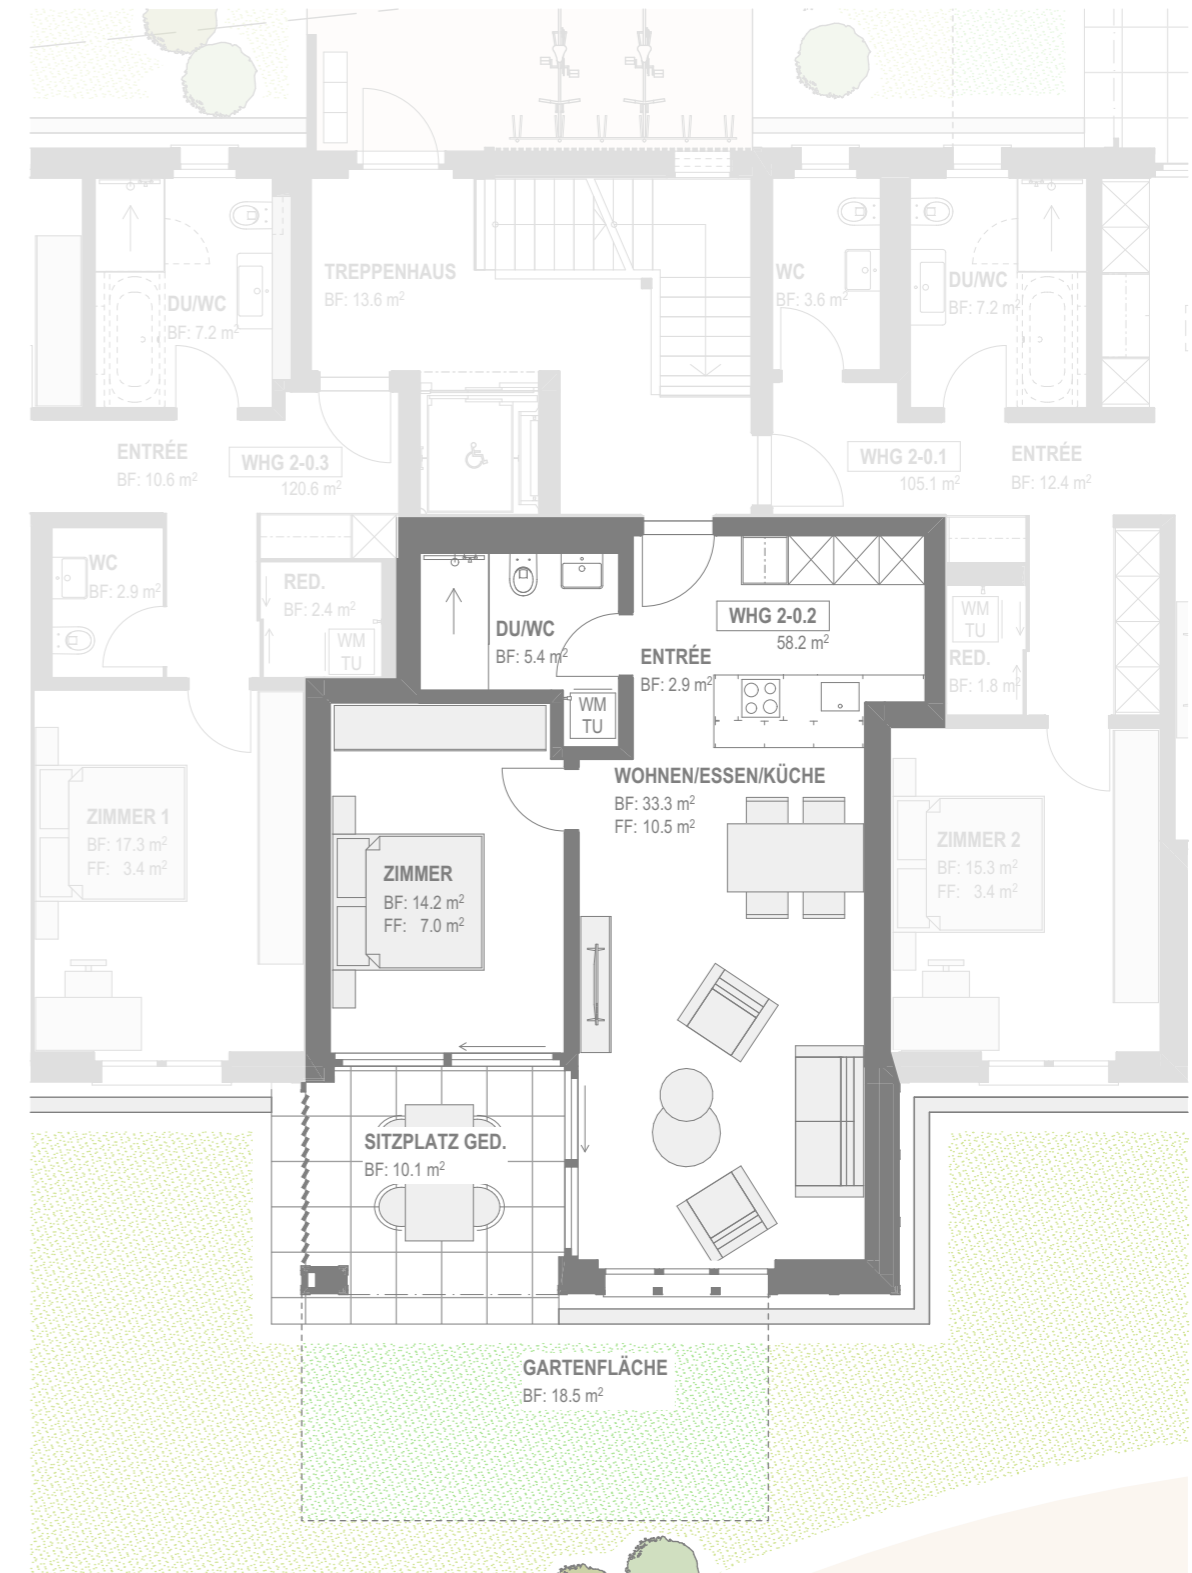 TREPPENHAUS
BF: 13.6 m²
WC
BF: 3.6 m²
DU/WC
BF: 7.2 m²
DU/WC
BF: 7.2 m²
ENTRÉE
BF: 10.6 m²
WHG 2-0.3
120.6 m²
WHG 2-0.1
105.1 m²
ENTRÉE
BF: 12.4 m²
WC
BF: 2.9 m²
RED.
BF: 2.4 m²
WM
TU
DU/WC
BF: 5.4 m²
WHG 2-0.2
58.2 m²
ENTRÉE
BF: 2.9 m²
WM
TU
RED.
BF: 1.8 m²
WM
TU
WOHNEN/ESSEN/KÜCHE
BF: 33.3 m²
FF: 10.5 m²
ZIMMER 1
BF: 17.3 m²
FF: 3.4 m²
ZIMMER
BF: 14.2 m²
FF: 7.0 m²
ZIMMER 2
BF: 15.3 m²
FF: 3.4 m²
SITZPLATZ GED.
BF: 10.1 m²
GARTENFLÄCHE
BF: 18.5 m²